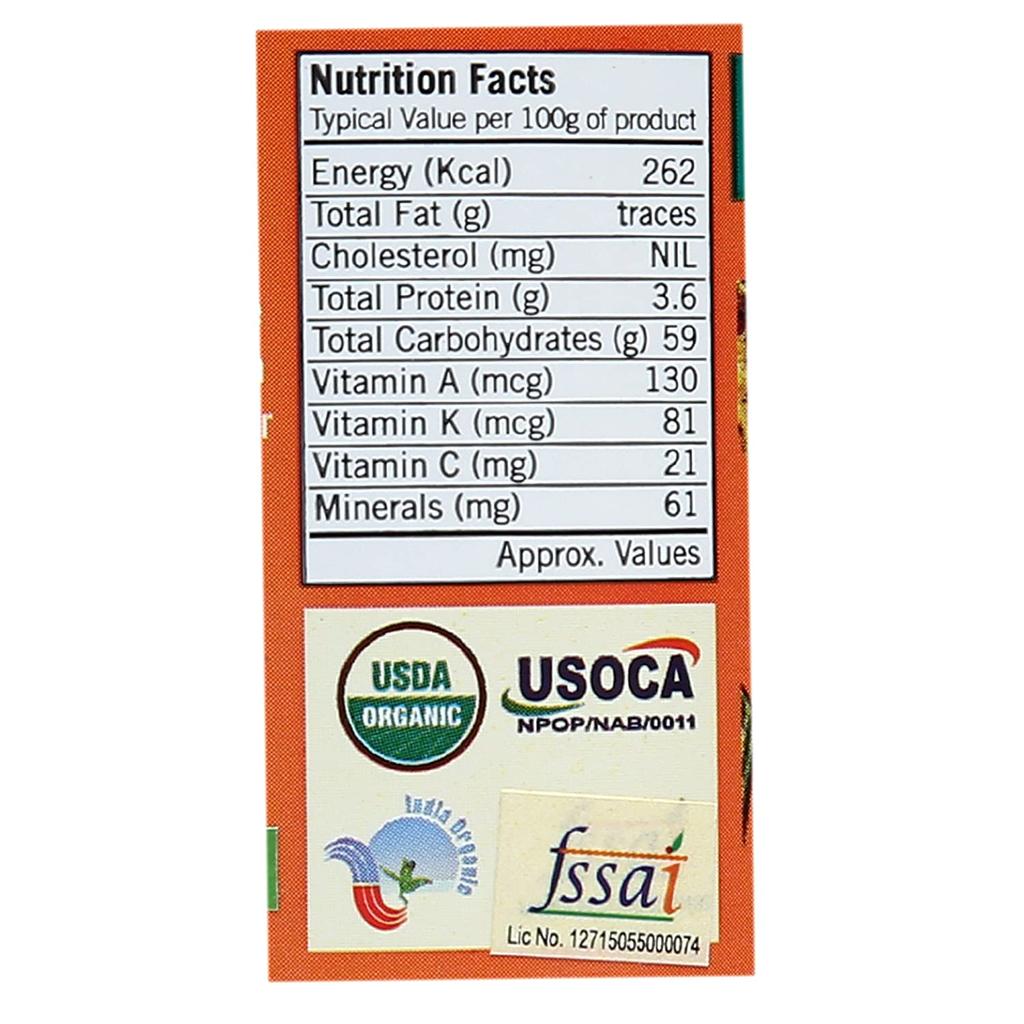 Nutrition Facts
Typical Value per 100g of product
Energy (Kcal) 262
Total Fat (g) traces
Cholesterol (mg) NIL
Total Protein (g) 3.6
Total Carbohydrates (g) 59
Vitamin A (mcg) 130
Vitamin K (mcg) 81
Vitamin C (mg) 21
Minerals (mg) 61
Approx. Values
USDA
ORGANIC
USOCA
NPOP/NAB/0011
India Organic
fssai
Lic No. 12715055000074